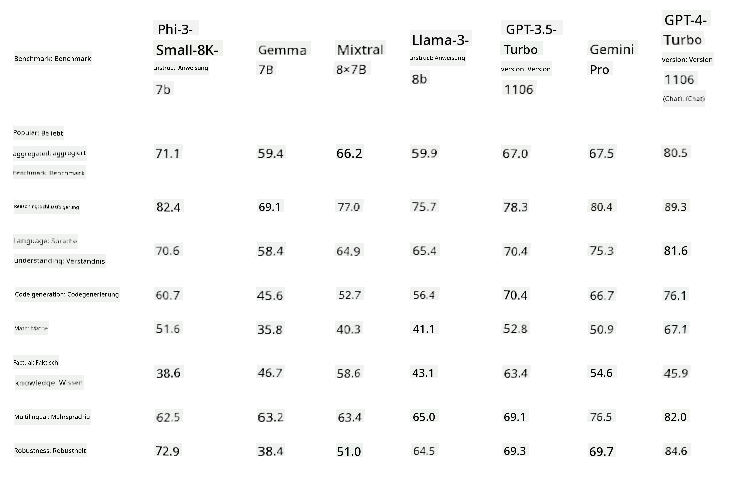 Benchmark: Benchmark
Phi-3-
Small-8K-
Anweisung
7b
Gemma
7B
Mixtral
8×7B
Llama-3-
Anweisung
8b
GPT-3.5-
Turbo
version: Version
1106
Gemini
Pro
GPT-4-
Turbo
version: Version
1106
(Chat): (Chat)
Popular: Beliebt
aggregated: aggregiert
Benchmark: Benchmark
71.1 59.4 66.2 59.9 67.0 67.5 80.5
82.4 69.1 77.0 75.7 78.3 80.4 89.3
Language: Sprache
understanding: Verständnis
70.6 58.4 64.9 65.4 70.4 75.3 81.6
Code generation: Codegenerierung 60.7 45.6 52.7 56.4 70.4 66.7 76.1
Math: Mathe 51.6 35.8 40.3 41.1 52.8 50.9 67.1
Factual: Faktisch
knowledge: Wissen
38.6 46.7 58.6 43.1 63.4 54.6 45.9
Multilingual: Mehrsprachig 62.5 63.2 63.4 65.0 69.1 76.5 82.0
Robustness: Robustheit 72.9 38.4 51.0 64.5 69.3 69.7 84.6